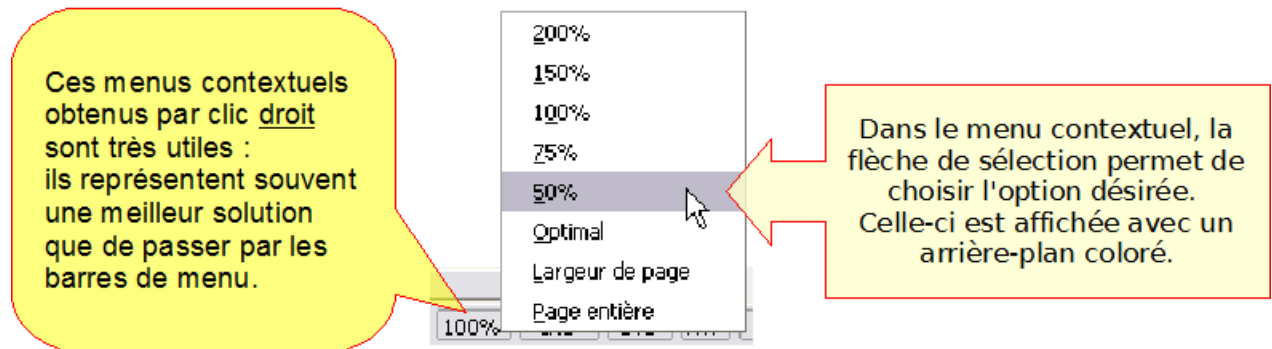 Ces menus contextuels
obtenus par clic droit
sont très utiles :
ils représentent souvent
une meilleur solution
que de passer par les
barres de menu.
200%
150%
100%
75%
50%
Optimal
Largeur de page
Page entière
100%
Dans le menu contextuel, la
flèche de sélection permet de
choisir l'option désirée.
Celle-ci est affichée avec un
arrière-plan coloré.